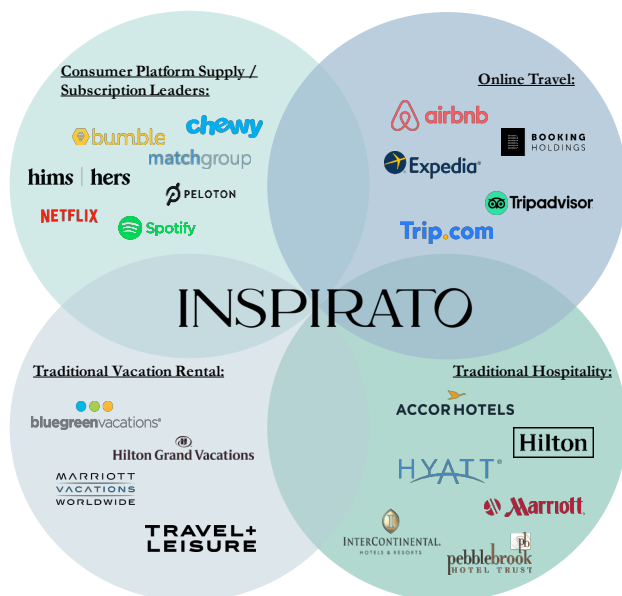 Consumer Platform Supply /
Subscription Leaders:
bumble
chewy
matchgroup
hims | hers
PELOTON
NETFLIX
Spotify
Online Travel:
airbnb
BOOKING
HOLDINGS
Expedia®
Tripadvisor
Trip.com
INSPIRATO
Traditional Vacation Rental:
bluegreenvacations®
Hilton Grand Vacations
MARRIOTT
VACATIONS
WORLDWIDE
TRAVEL+
LEISURE
Traditional Hospitality:
ACCORHOTELS
Hilton
HYATT®
Marriott.
INTERCONTINENTAL.
HOTELS & RESORTS
pb
pebblebrook
HOTEL TRUST